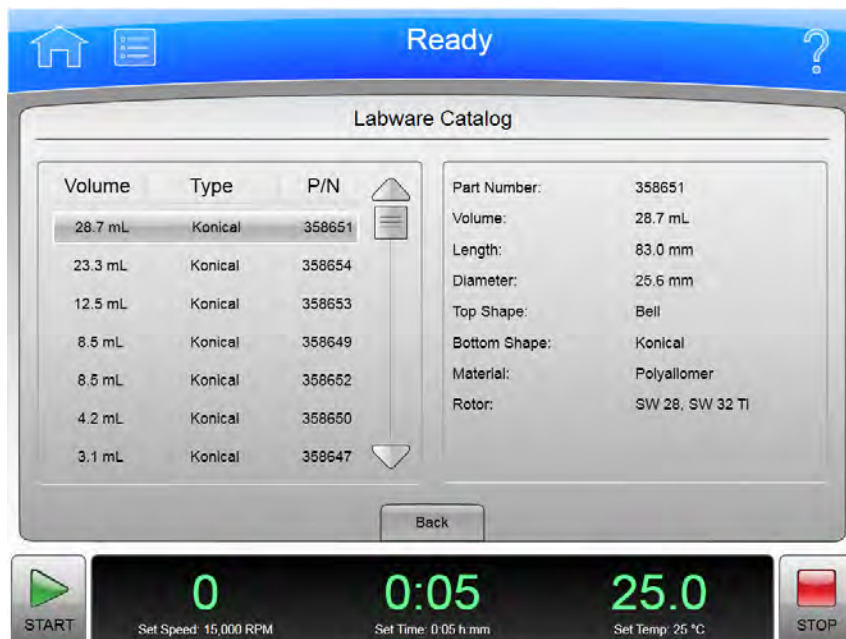 Ready
Labware Catalog
Volume Type P/N
28.7 mL Konical 358651
23.3 mL Konical 358654
12.5 mL Konical 358653
8.5 mL Konical 358649
8.5 mL Konical 358652
4.2 mL Konical 358650
3.1 mL Konical 358647
Part Number: 358651
Volume: 28.7 mL
Length: 83.0 mm
Diameter: 25.6 mm
Top Shape: Bell
Bottom Shape: Konical
Material: Polyallomer
Rotor: SW 28, SW 32 TI
Back
START
0
Set Speed: 15,000 RPM
0:05
Set Time: 0:05 h:mm
25.0
Set Temp: 25 °C
STOP